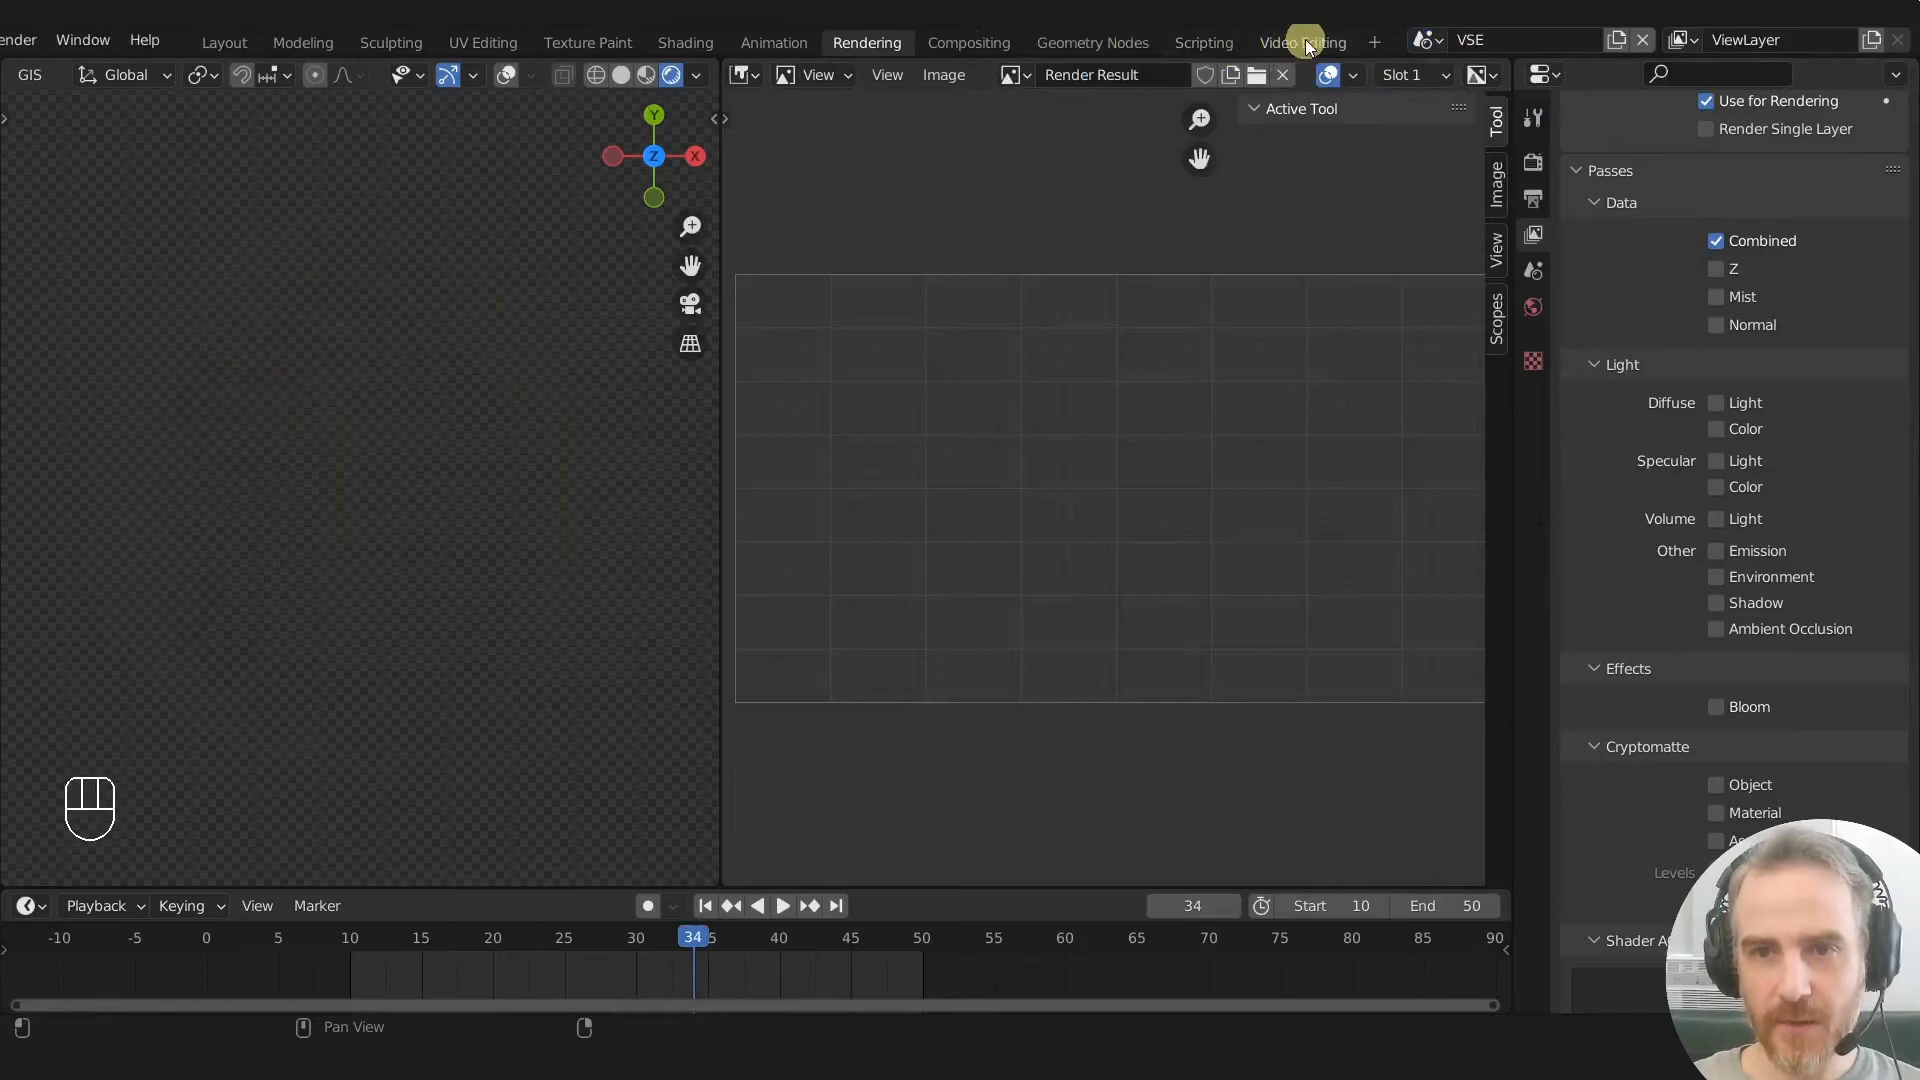 ender Window Help Layout Modeling Sculpting UV Editing Texture Paint Shading Animation Rendering Compositing Geometry Nodes Scripting Video Editing + VSE ViewLayer
GIS Global View View Image Render Result Slot 1
Active Tool
Y
Z
X
Tool
Image
View
Scopes
Use for Rendering
Render Single Layer
Passes
Data
Combined
Z
Mist
Normal
Light
Diffuse Light
Color
Specular Light
Color
Volume Light
Other Emission
Environment
Shadow
Ambient Occlusion
Effects
Bloom
Cryptomatte
Object
Material
As
Levels
Shader A
Playback Keying View Marker 34 Start 10 End 50
-10 -5 0 5 10 15 20 25 30 34 5 40 45 50 55 60 65 70 75 80 85 90
Pan View